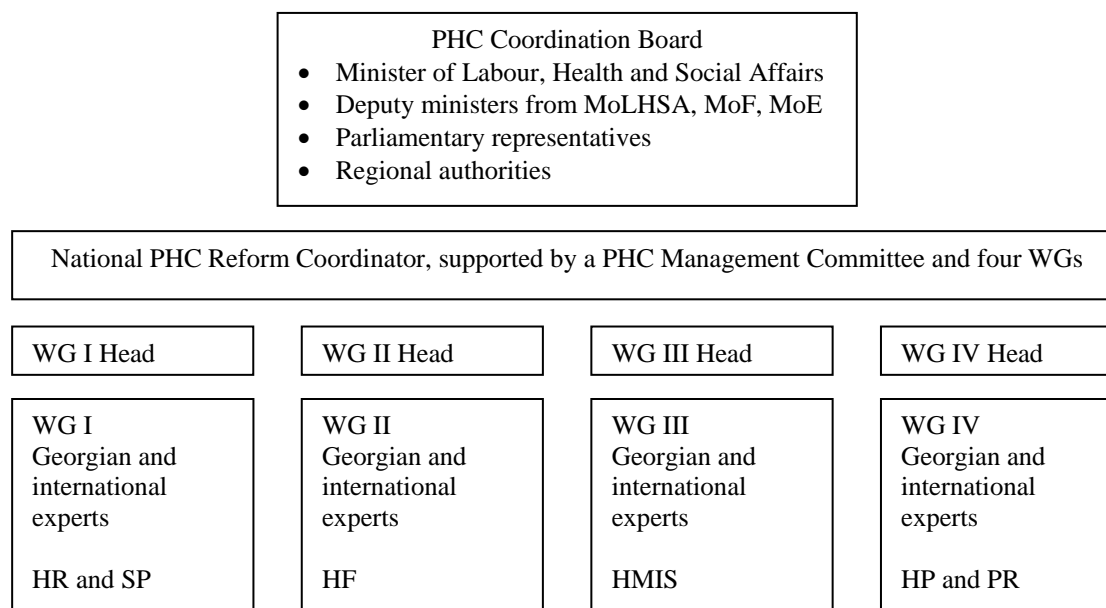 PHC Coordination Board
• Minister of Labour, Health and Social Affairs
• Deputy ministers from MoLHSA, MoF, MoE
• Parliamentary representatives
• Regional authorities
National PHC Reform Coordinator, supported by a PHC Management Committee and four WGs
WG I Head
WG II Head
WG III Head
WG IV Head
WG I
Georgian and
international
experts
HR and SP
WG II
Georgian and
international
experts
HF
WG III
Georgian and
international
experts
HMIS
WG IV
Georgian and
international
experts
HP and PR